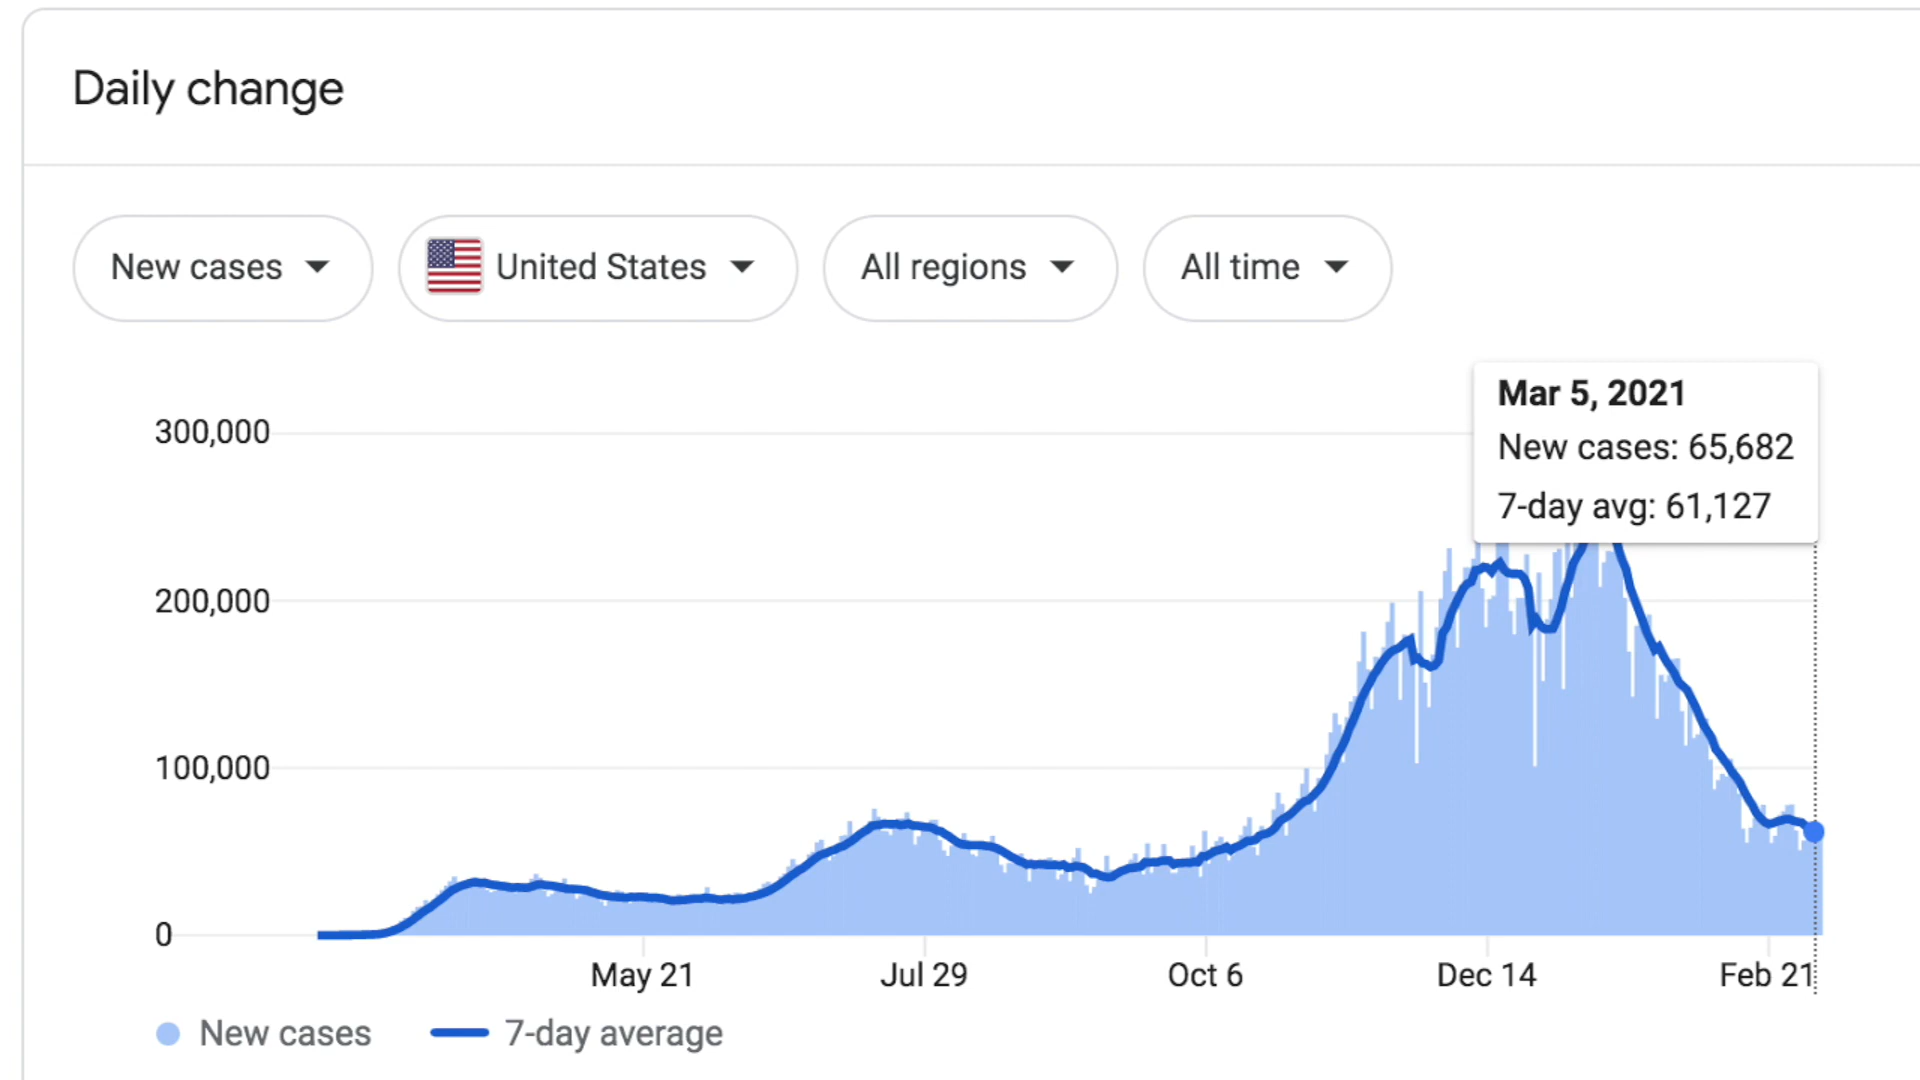 Daily change
New cases
United States
All regions
All time
Mar 5, 2021
New cases: 65,682
7-day avg: 61,127
300,000
200,000
100,000
0
May 21
Jul 29
Oct 6
Dec 14
Feb 21
New cases
7-day average